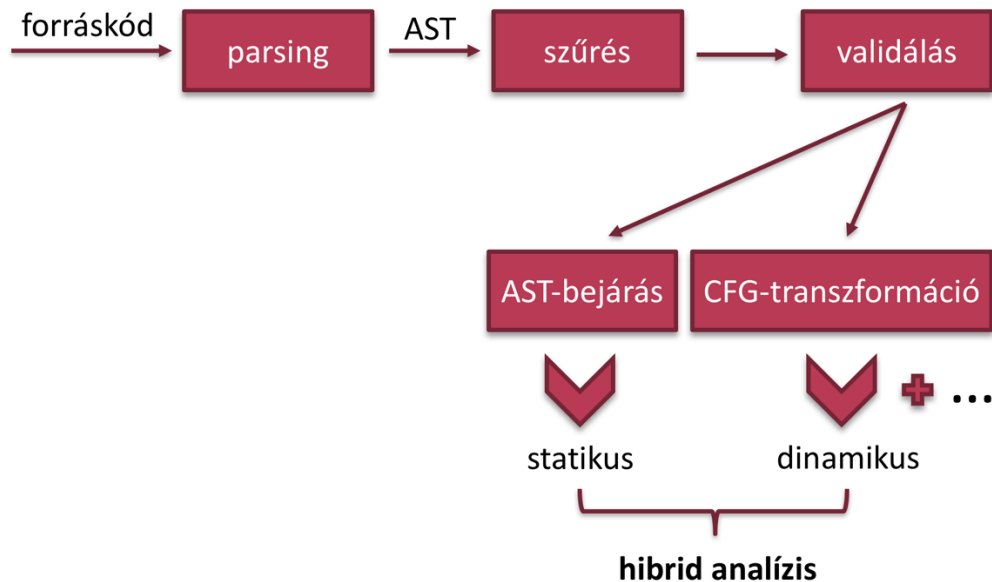 forráskód
parsing
AST
szűrés
validálás
AST-bejárás
CFG-transzformáció
...
statikus
dinamikus
hibrid analízis